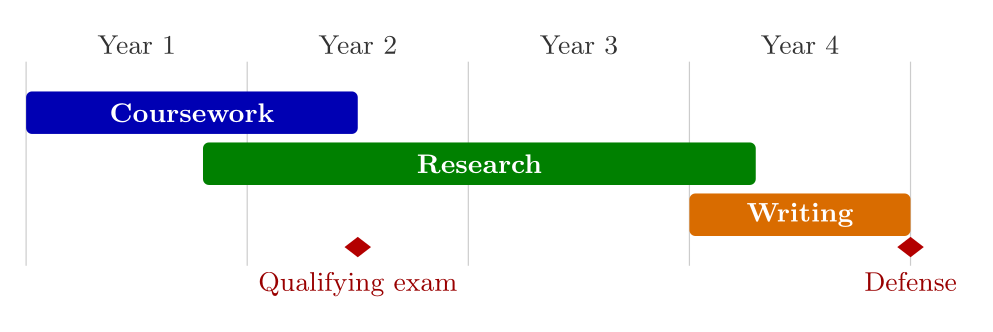 Year 1 Year 2 Year 3 Year 4
Coursework
Research
Writing
Qualifying exam Defense